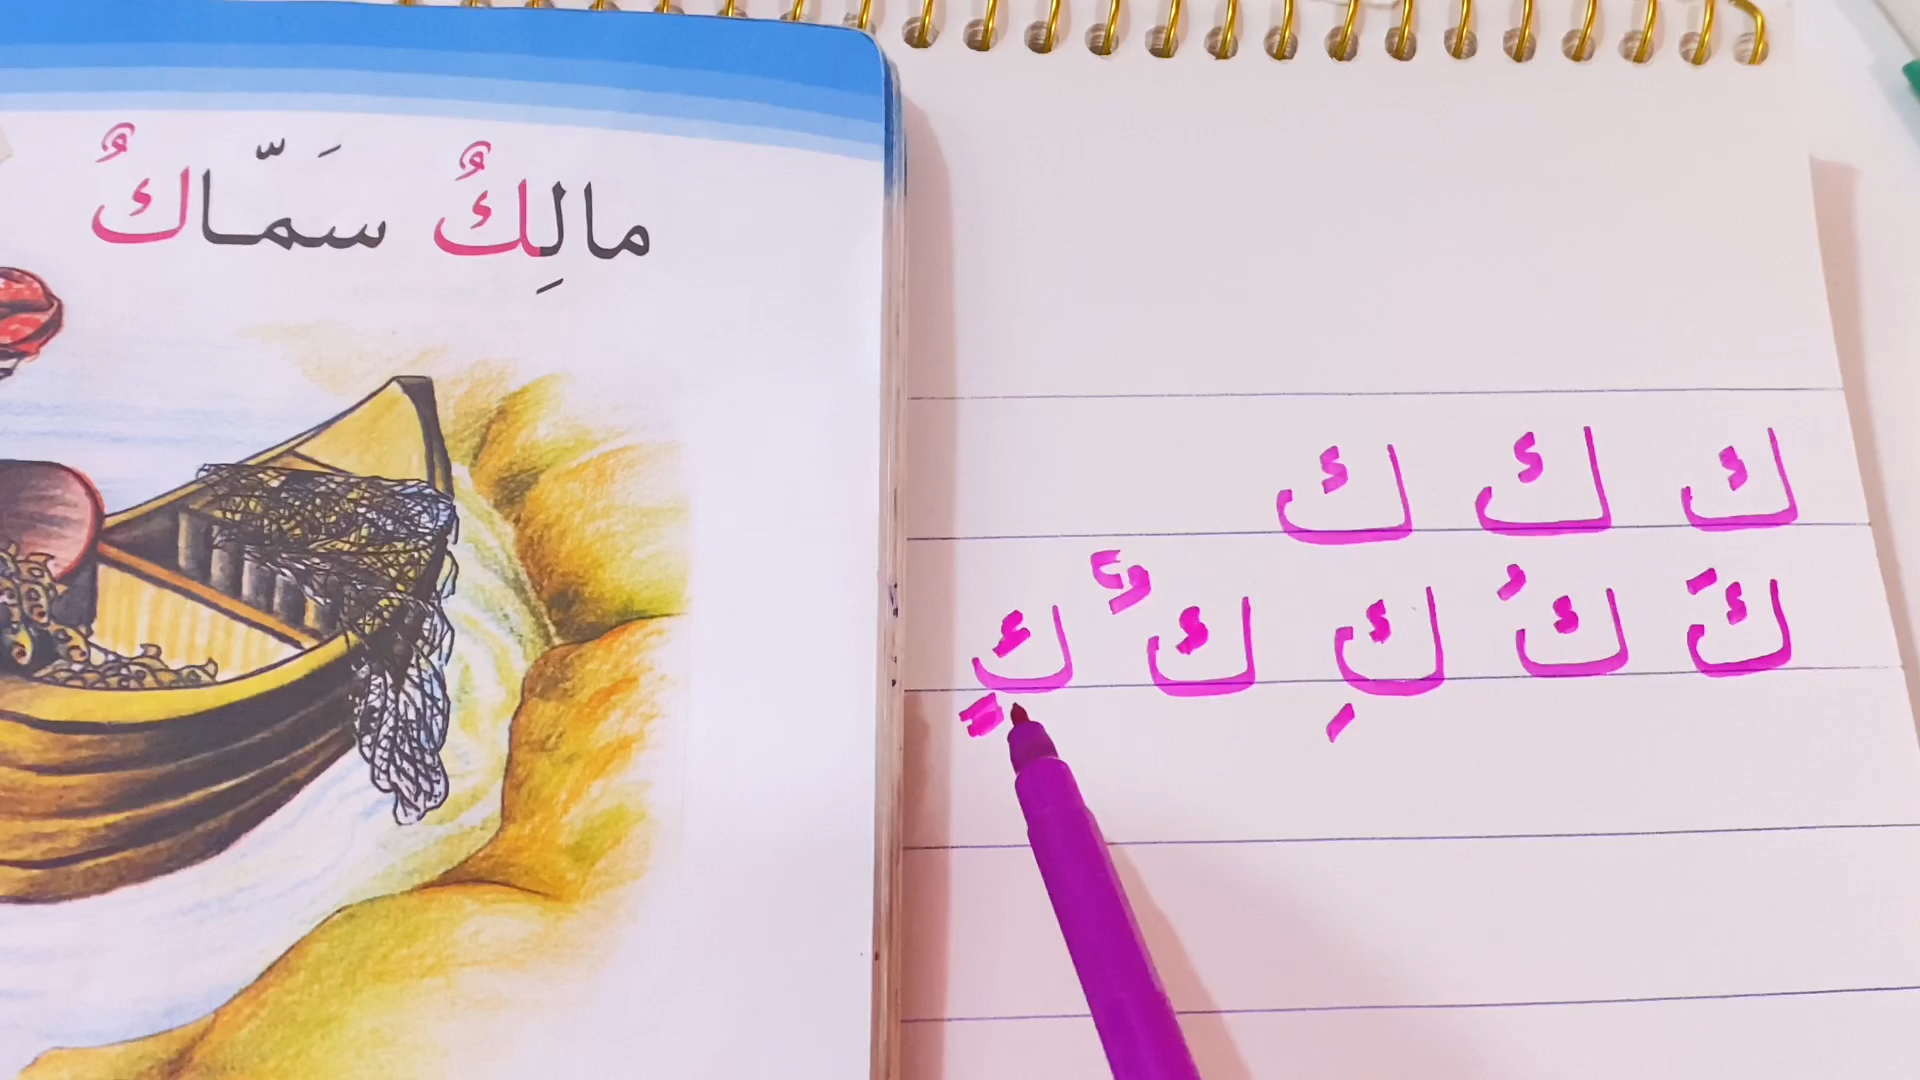 مالِكٌ سَمّاكٌ
ك ك ك
كَ كُ كِ كٌ كٍ